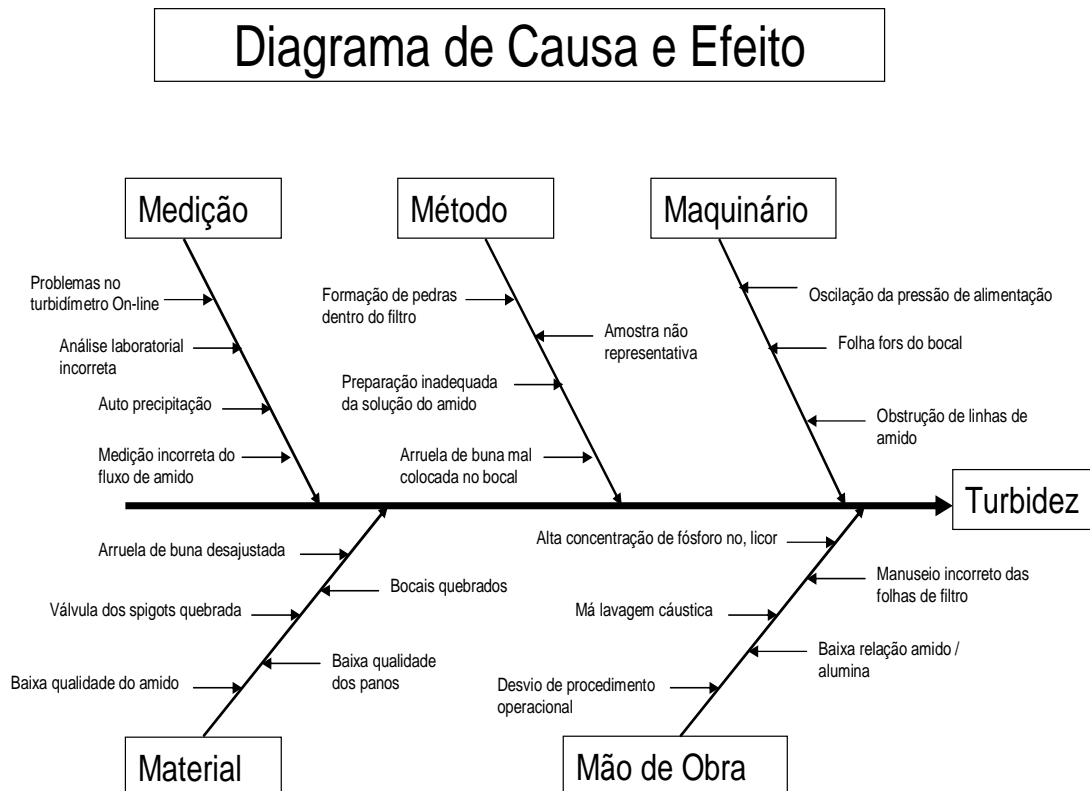 Diagrama de Causa e Efeito
Medição
Método
Maquinário
Problemas no
turbidímetro On-line
Análise laboratorial
incorreta
Auto precipitação
Medição incorreta do
fluxo de amido
Formação de pedras
dentro do filtro
Amostra não
representativa
Preparação inadequada
da solução do amido
Arruela de buna mal
colocada no bocal
Oscilação da pressão de alimentação
Folha fors do bocal
Obstrução de linhas de
amido
Turbidez
Arruela de buna desajustada
Bocais quebrados
Válvula dos spigots quebrada
Baixa qualidade
dos panos
Baixa qualidade do amido
Alta concentração de fósforo no, licor
Manuseio incorreto das
folhas de filtro
Má lavagem cáustica
Baixa relação amido /
alumina
Desvio de procedimento
operacional
Material
Mão de Obra